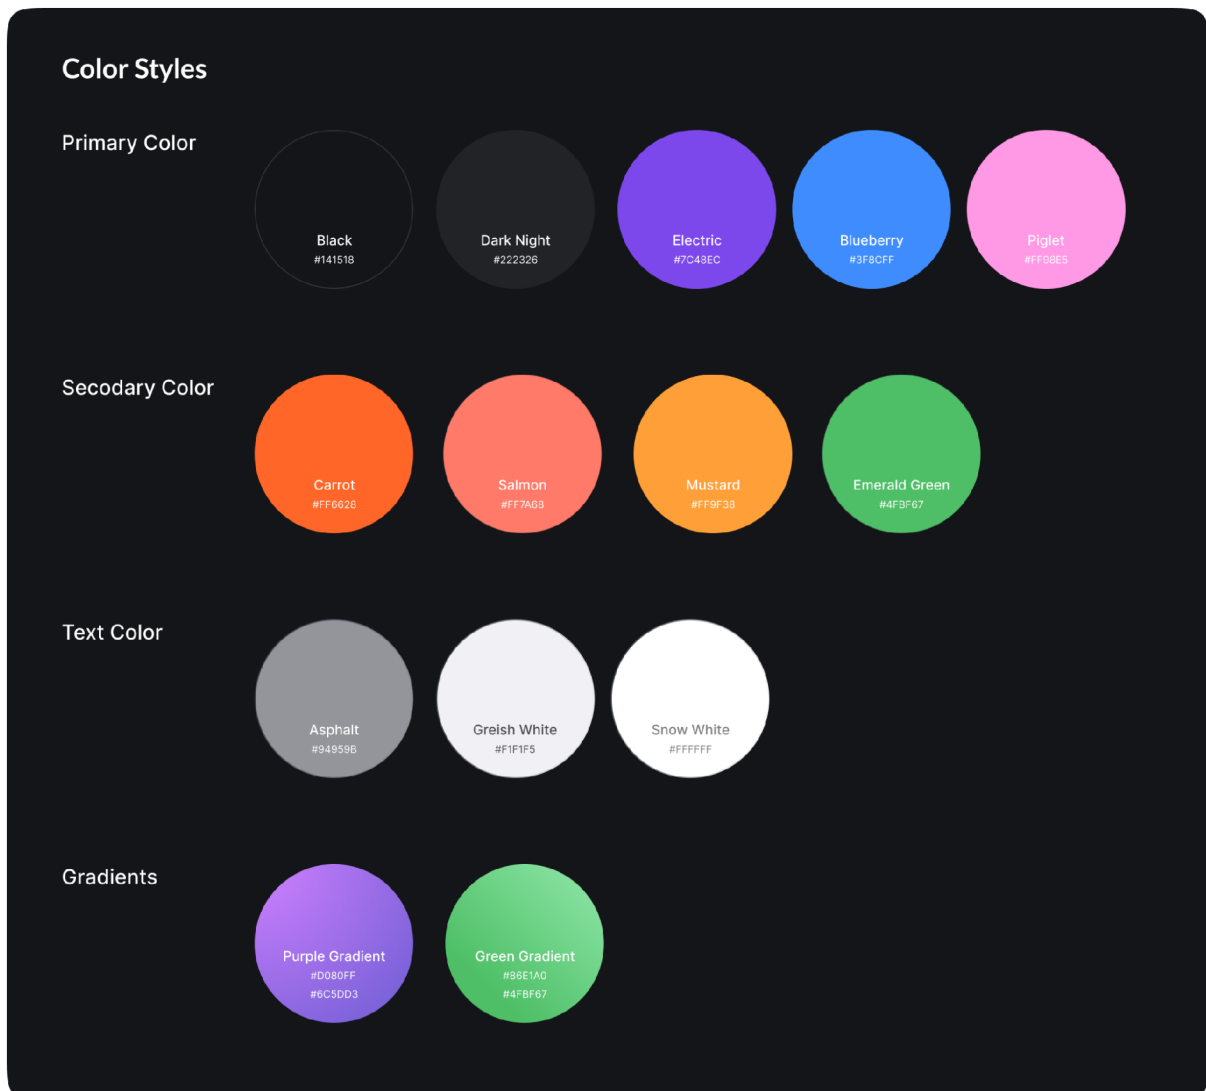 Color Styles
Primary Color
Black
#141518
Dark Night
#222326
Electric
#7C48EC
Blueberry
#3F8CFF
Piglet
#FF98E5
Secodary Color
Carrot
#FF6628
Salmon
#FF7A68
Mustard
#FF9F38
Emerald Green
#4FBF67
Text Color
Asphalt
#94959B
Greish White
#F1F1F5
Snow White
#FFFFFF
Gradients
Purple Gradient
#D080FF
#6C5DD3
Green Gradient
#86E1A0
#4FBF67